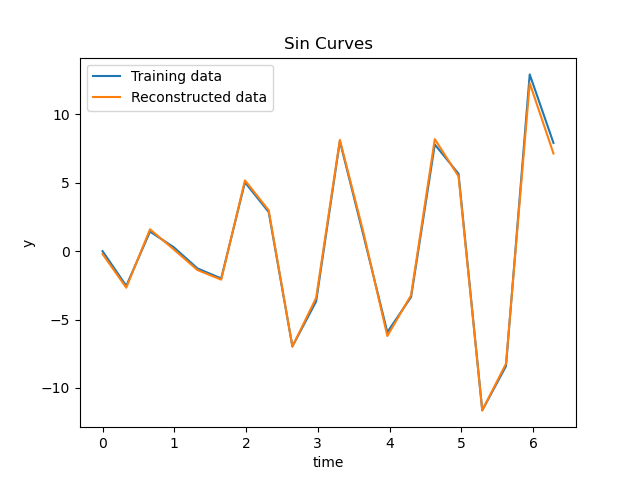 Sin Curves
Training data
Reconstructed data
10
5
0
−5
−10
y
0 1 2 3 4 5 6
time